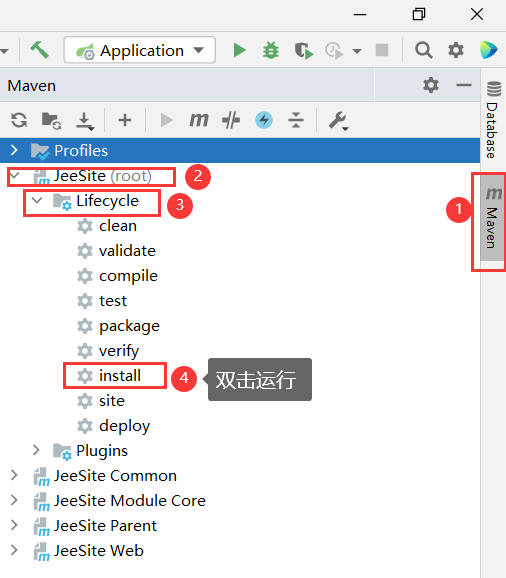 Application
Maven
Database
Profiles
JeeSite (root)
2
Maven
1
Lifecycle
3
clean
validate
compile
test
package
verify
install
4
双击运行
site
deploy
Plugins
JeeSite Common
JeeSite Module Core
JeeSite Parent
JeeSite Web